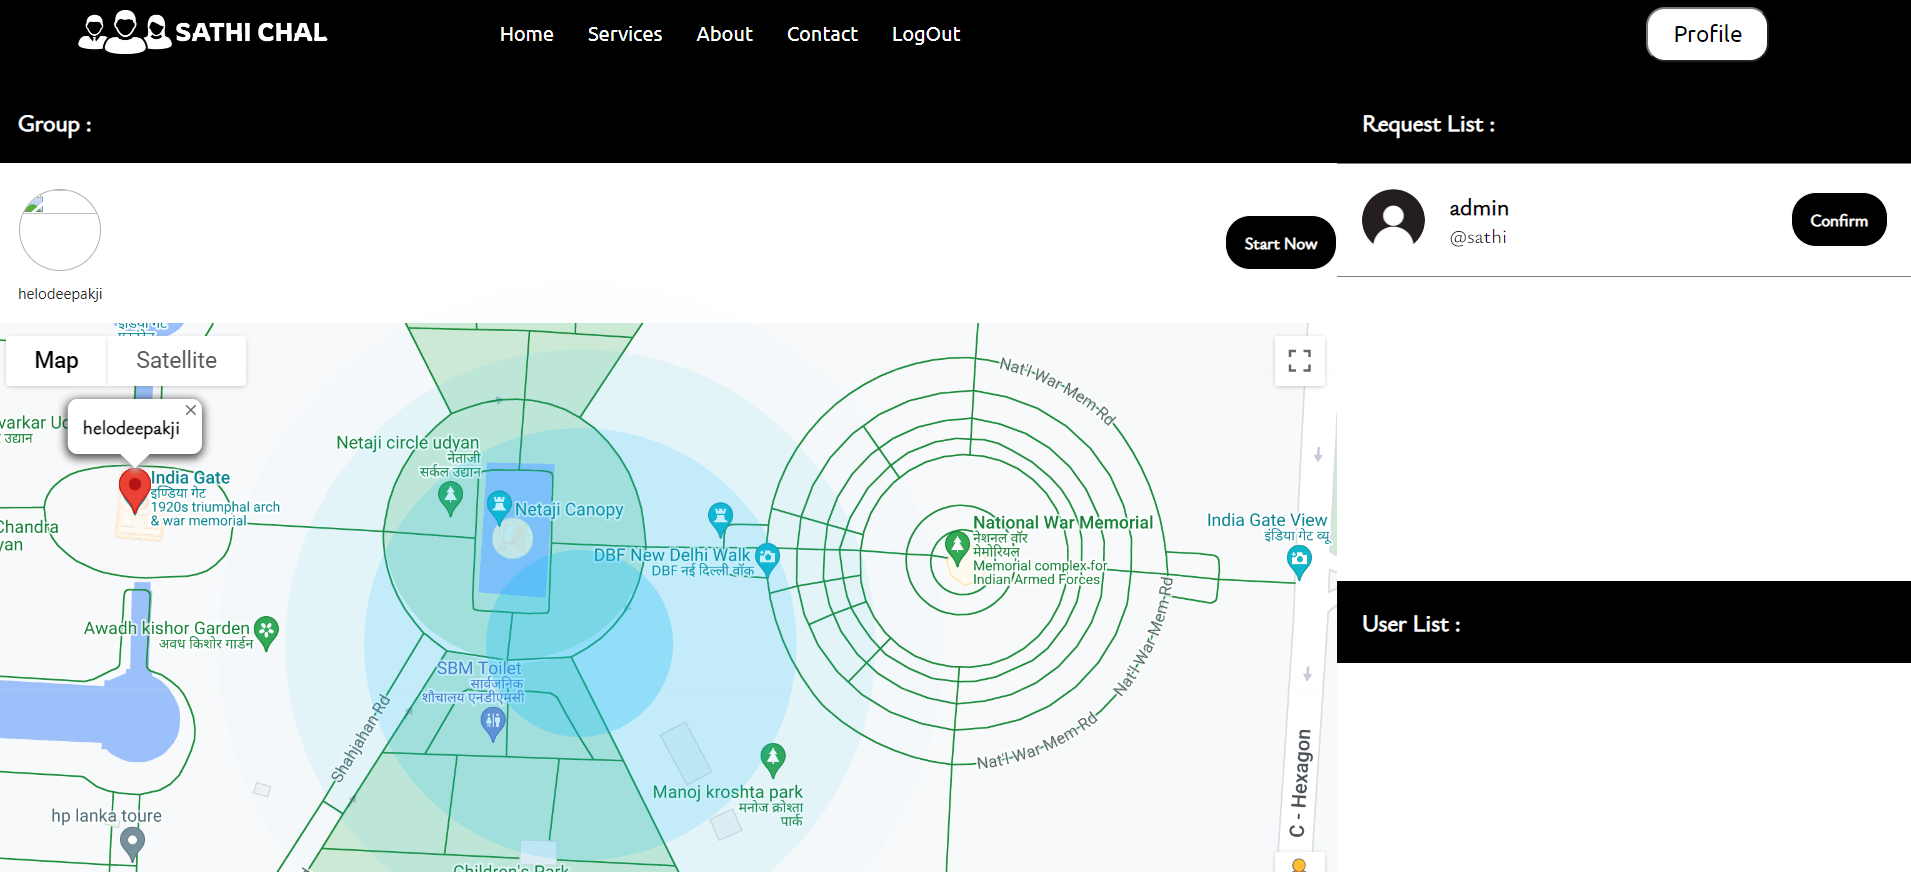 SATHI CHAL
Home
Services
About
Contact
LogOut
Profile
Group :
Request List :
helodeepakji
Start Now
admin
@sathi
Confirm
Map
Satellite
helodeepakji
India Gate
इण्डिया गेट
1920s triumphal arch
& war memorial
Netaji circle udyan
नेताजी
सर्कल उद्यान
Netaji Canopy
DBF New Delhi Walk
DBF नई दिल्ली वॉक़
Nat'l-War-Mem-Rd
National War Memorial
नेशनल वॉर
मेमोरियल
Memorial complex for
Indian Armed Forces
India Gate View
इंडिया गेट व्यू
Nat'l-War-Mem-Rd
Nat'l-War-Mem-Rd
Chandra
Awadh kishor Garden
अवध किशोर गार्डन
SBM Toilet
सार्वजनिक
शौचालय एनडीएमसी
Shahjahan-Rd
Manoj kroshta park
मनोज क्रोश्ता
पार्क
hp lanka toure
C - Hexagon
Children's Park
User List :